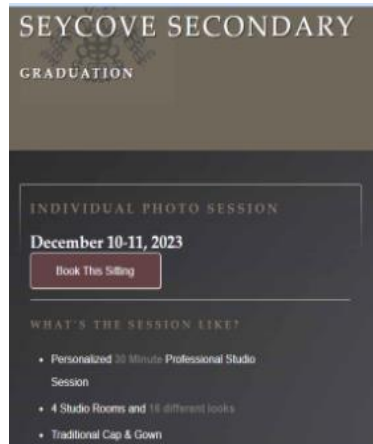 SEYCOVE SECONDARY
GRADUATION
INDIVIDUAL PHOTO SESSION
December 10-11, 2023
Book This Sitting
WHAT'S THE SESSION LIKE?
• Personalized 30 Minute Professional Studio
Session
• 4 Studio Rooms and 16 different looks
• Traditional Cap & Gown